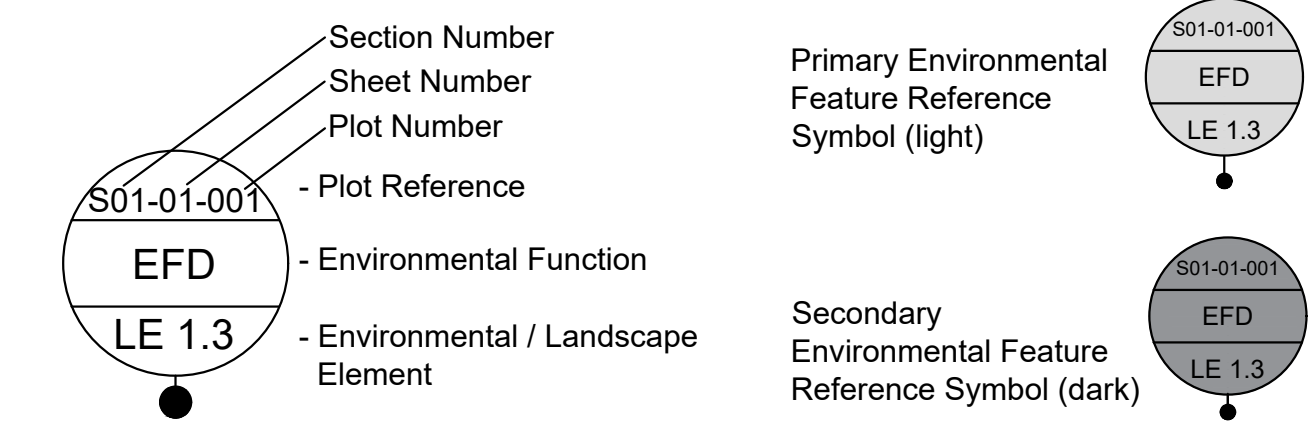 Section Number
Sheet Number
Plot Number
S01-01-001
- Plot Reference
EFD
- Environmental Function
LE 1.3
- Environmental / Landscape
Element
Primary Environmental
Feature Reference
Symbol (light)
S01-01-001
EFD
LE 1.3
Secondary
Environmental Feature
Reference Symbol (dark)
S01-01-001
EFD
LE 1.3